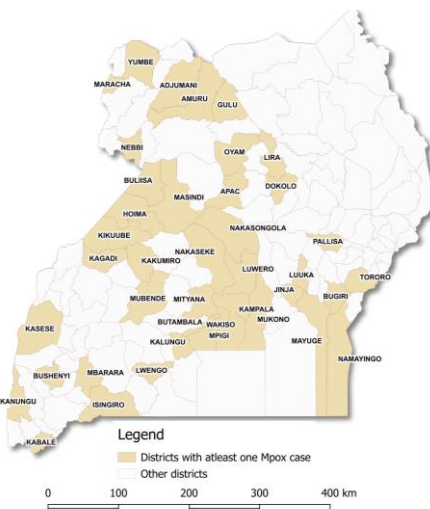 YUMBE
MARACHA
ADJUMANI
AMURU
GULU
NEBBI
OYAM
LIRA
BULIISA
MASINDI
APAC
DOKOLO
HOIMA
NAKASONGOLA
KIKUUBE
PALLISA
NAKASEKE
KAGADI
KAKUMIRO
LUWERO
LUUKA
TORORO
MUBENDE
MITYANA
JINJA
BUGIRI
KASESE
BUTAMBALA
WAKISO
KAMPALA
MUKONO
KALUNGU
MPIGI
MAYUGE
NAMAYINGO
BUSHENYI
MBARARA
LWENGO
KANUNGU
ISINGIRO
KABALE
Legend
Districts with atleast one Mpox case
Other districts
0 100 200 300 400 km